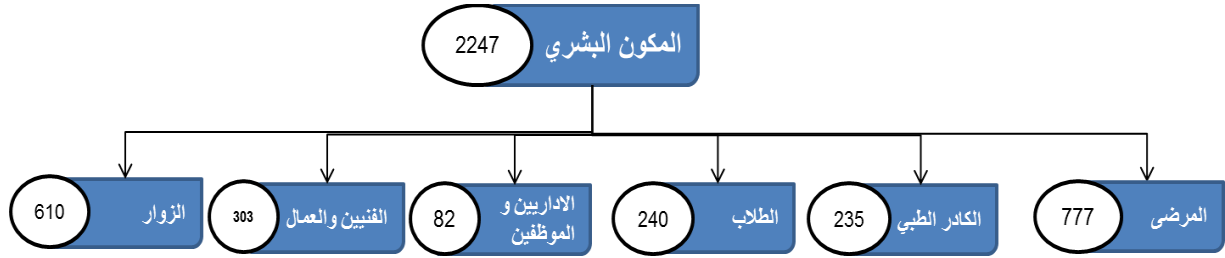 المكون البشري 2247
المرضى 777
الكادر الطبي 235
الطلاب 240
الاداريين و
الموظفين
82
الفنيين والعمال 303
الزوار 610